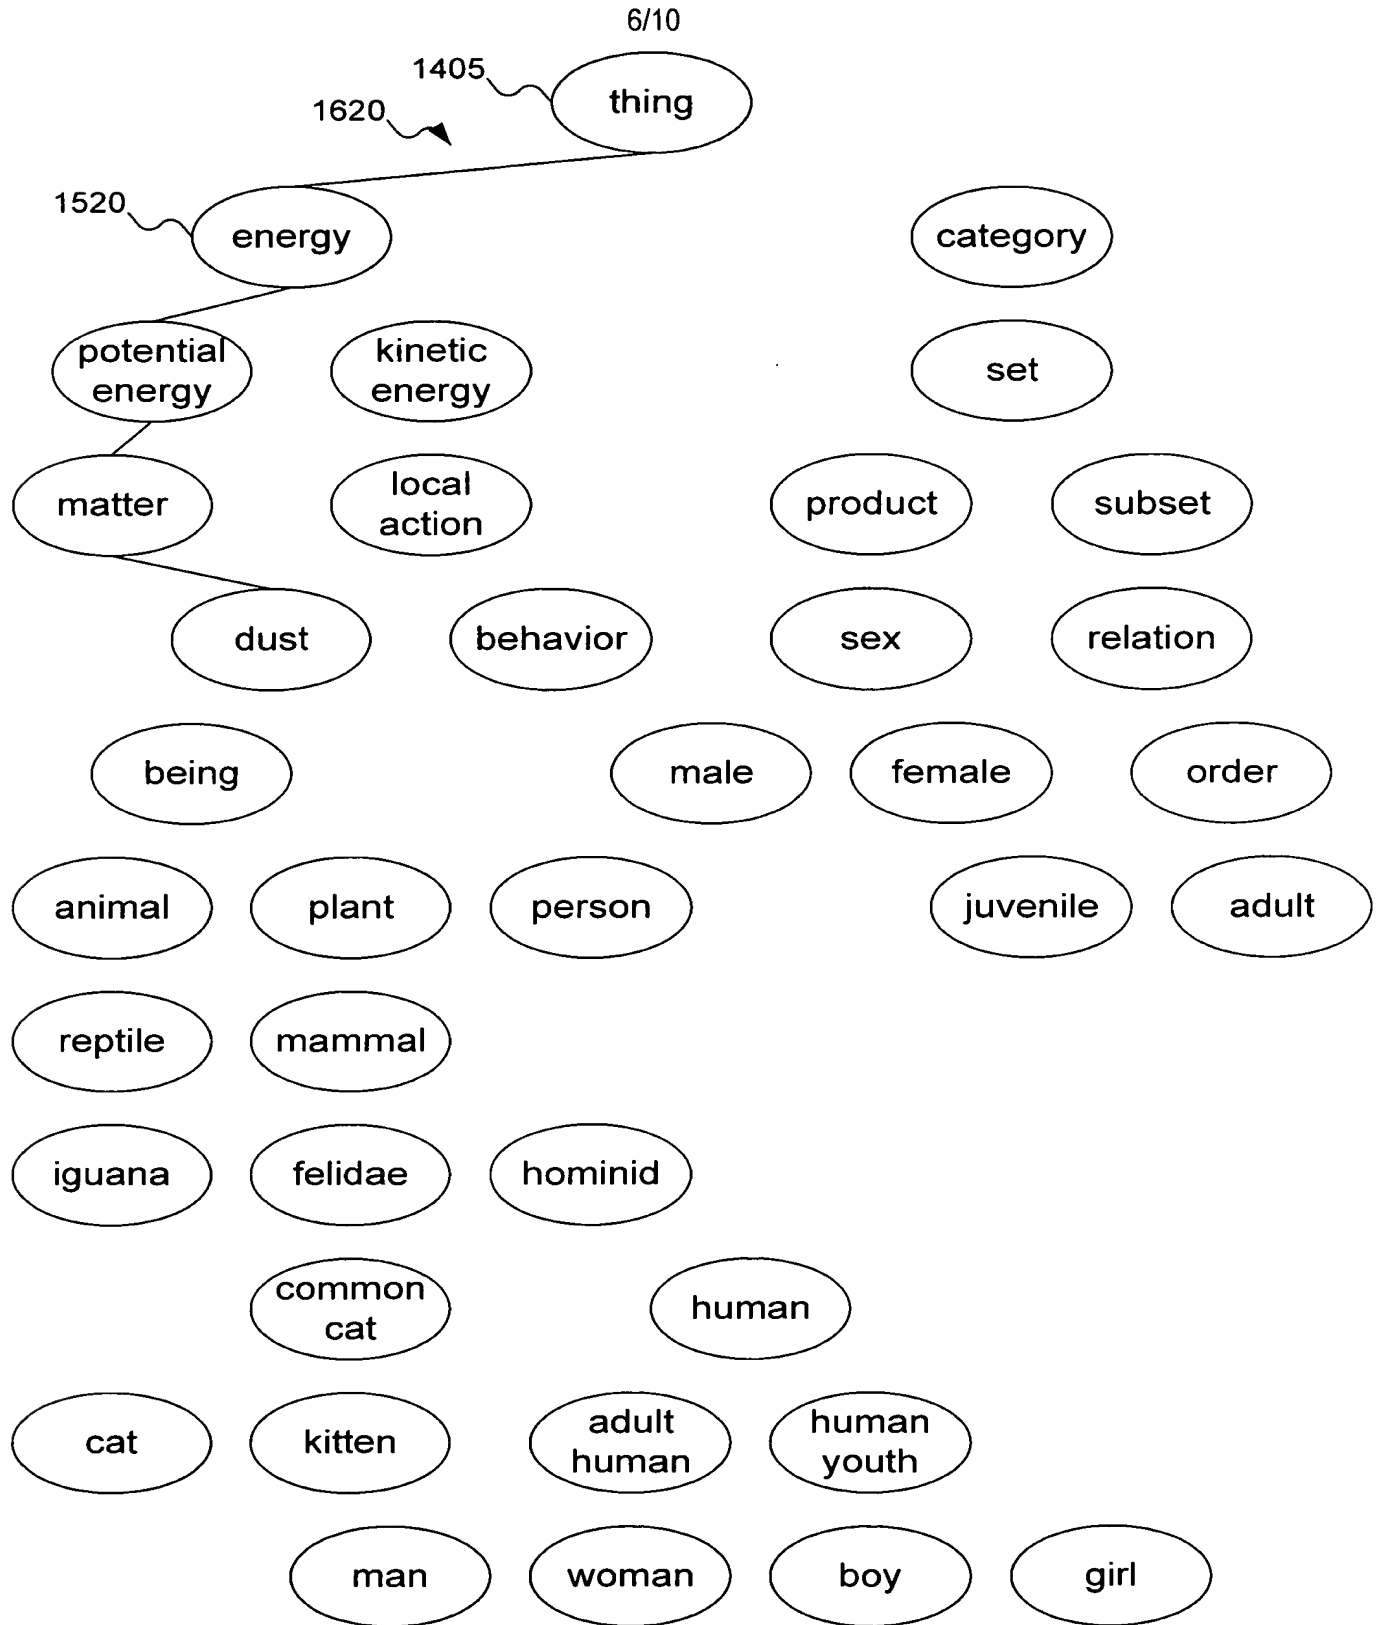 6/10
1405
thing
1620
1520
energy
category
potential
energy
kinetic
energy
set
matter
local
action
product
subset
dust
behavior
sex
relation
being
male
female
order
animal
plant
person
juvenile
adult
reptile
mammal
iguana
felidae
hominid
common
cat
human
cat
kitten
adult
human
human
youth
man
woman
boy
girl